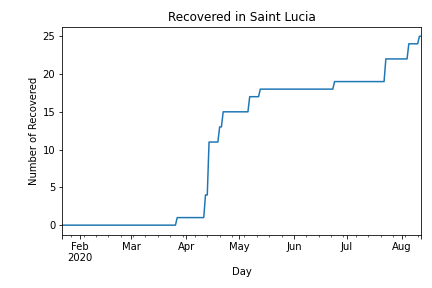 Recovered in Saint Lucia
Number of Recovered
25
20
15
10
5
0
Feb Mar Apr May Jun Jul Aug
2020
Day